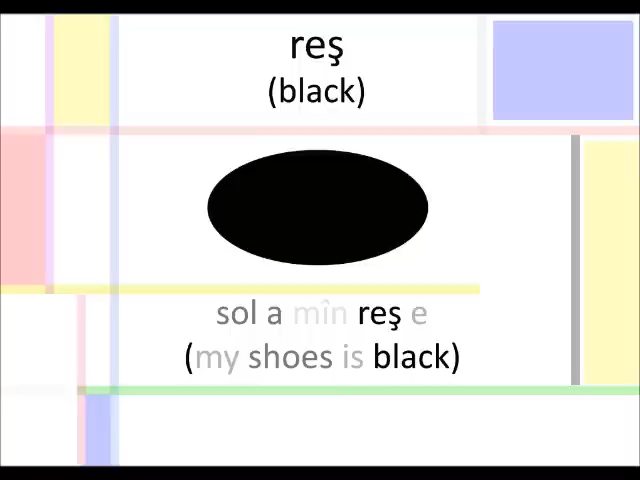 reş
(black)
sol a mîn reş e
(my shoes is black)